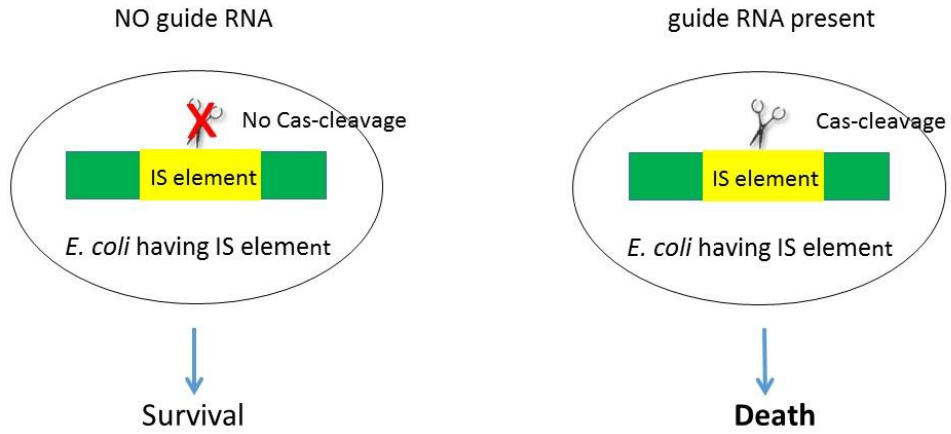 NO guide RNA
No Cas-cleavage
IS element
E. coli having IS element
Survival
guide RNA present
Cas-cleavage
IS element
E. coli having IS element
Death